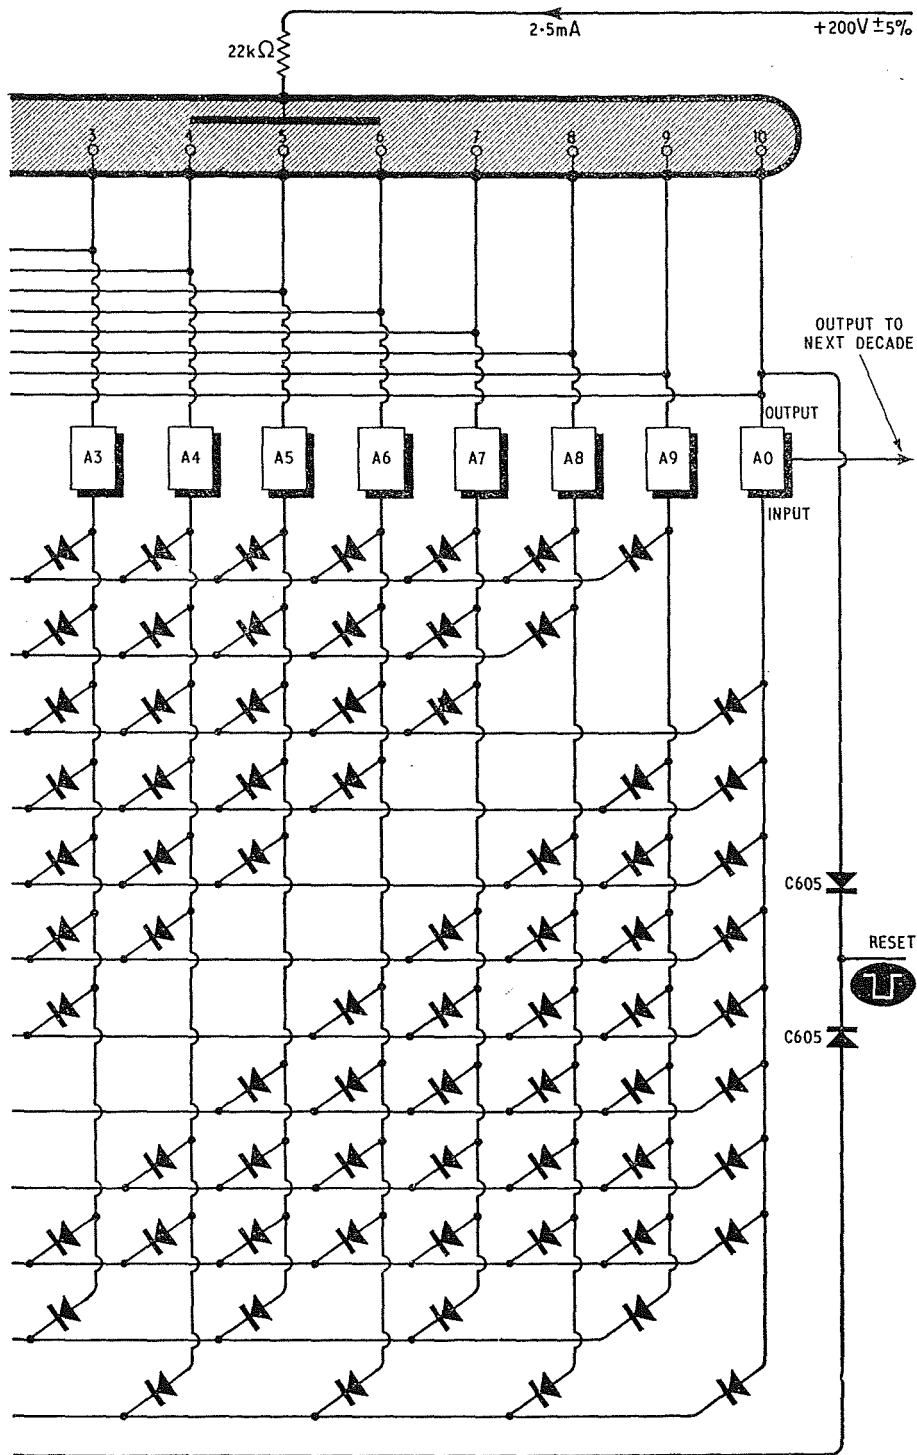 2·5mA
+200V ±5%
22kΩ
3 4 5 6 7 8 9 10
OUTPUT TO
NEXT DECADE
OUTPUT
A3 A4 A5 A6 A7 A8 A9 A0
INPUT
C605
RESET
C605